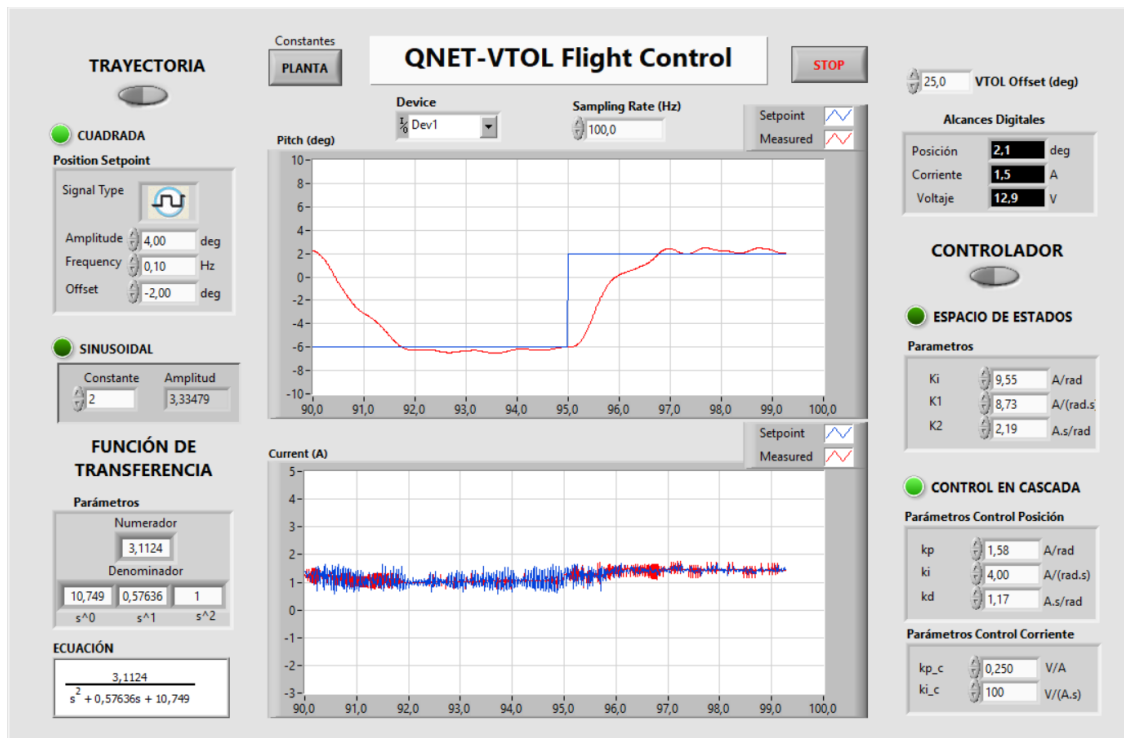 QNET-VTOL Flight Control
Constantes
PLANTA
STOP
TRAYECTORIA
CUADRADA
Position Setpoint
Signal Type
Amplitude 4,00 deg
Frequency 0,10 Hz
Offset -2,00 deg
SINUSOIDAL
Constante Amplitud
2 3,33479
FUNCIÓN DE
TRANSFERENCIA
Parámetros
Numerador
3,1124
Denominador
10,749 0,57636 1
s^0 s^1 s^2
ECUACIÓN
3,1124
s2 + 0,57636s + 10,749
Device
Dev1
Sampling Rate (Hz)
100,0
Setpoint
Measured
Pitch (deg)
10
8
6
4
2
0
-2
-4
-6
-8
-10
90,0 91,0 92,0 93,0 94,0 95,0 96,0 97,0 98,0 99,0 100,0
Setpoint
Measured
Current (A)
5
4
3
2
1
0
-1
-2
-3
90,0 91,0 92,0 93,0 94,0 95,0 96,0 97,0 98,0 99,0 100,0
25,0 VTOL Offset (deg)
Alcances Digitales
Posición 2,1 deg
Corriente 1,5 A
Voltaje 12,9 V
CONTROLADOR
ESPACIO DE ESTADOS
Parametros
Ki 9,55 A/rad
K1 8,73 A/(rad.s
K2 2,19 A.s/rad
CONTROL EN CASCADA
Parámetros Control Posición
kp 1,58 A/rad
ki 4,00 A/(rad.s)
kd 1,17 A.s/rad
Parámetros Control Corriente
kp_c 0,250 V/A
ki_c 100 V/(A.s)